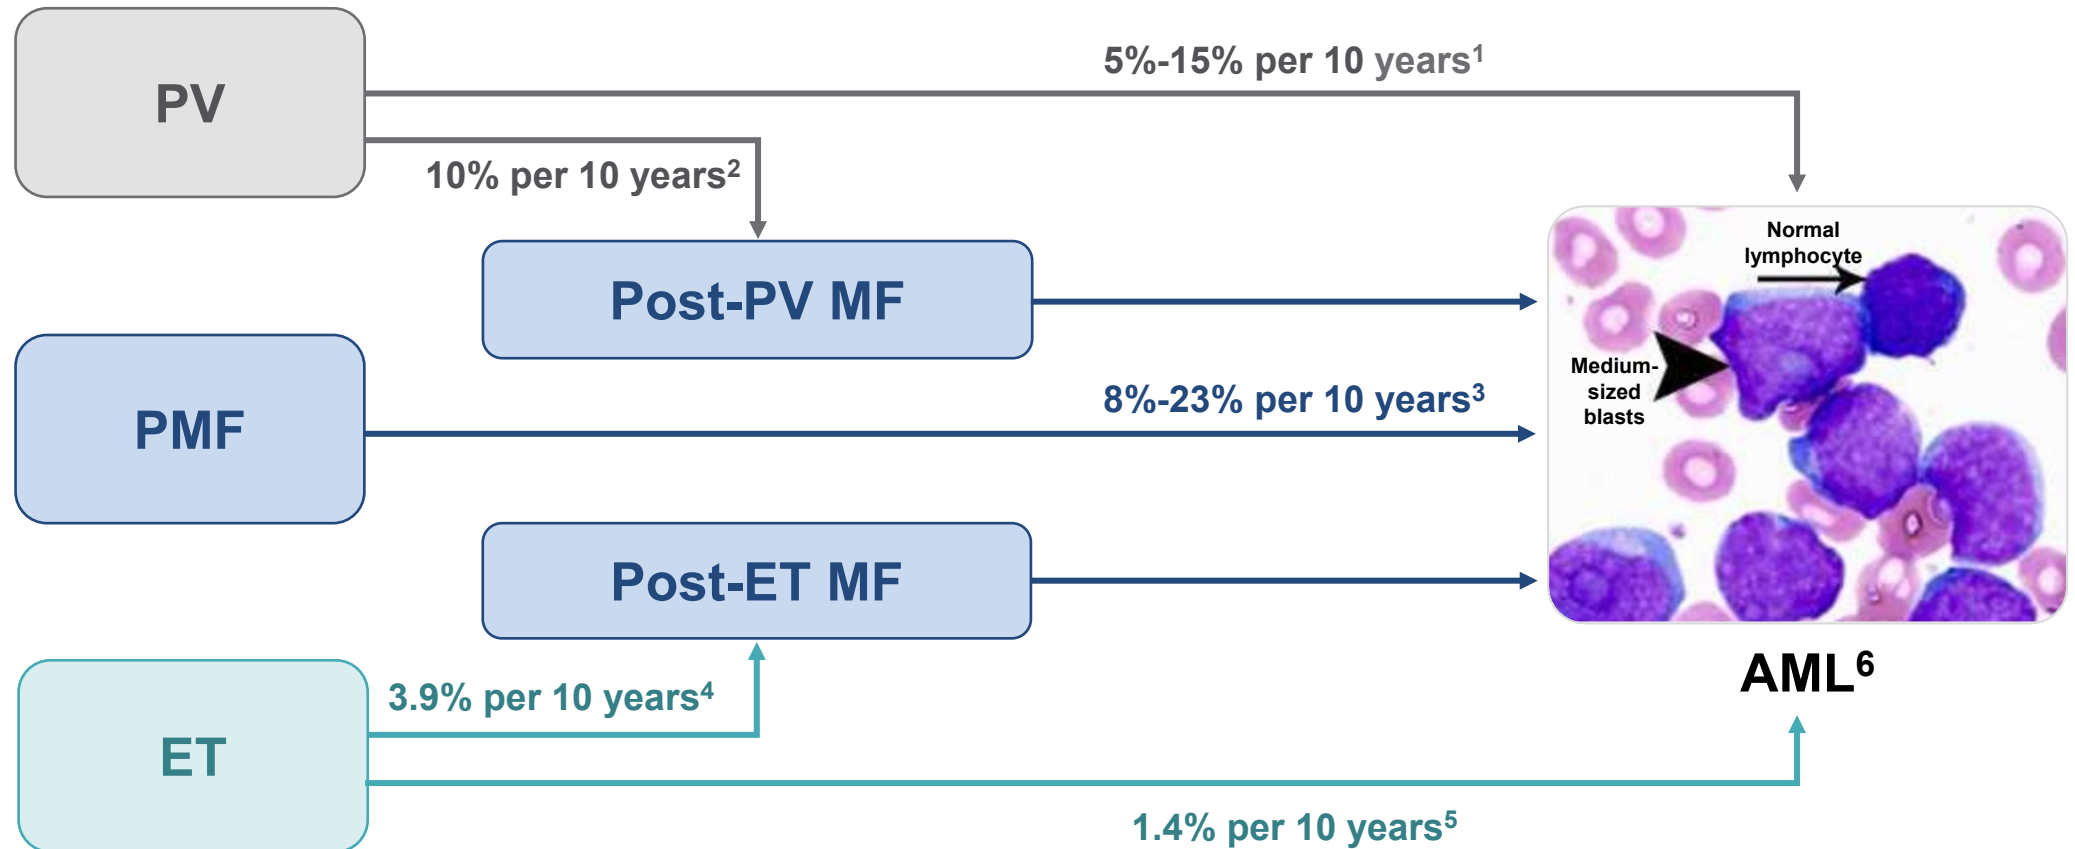 PV
5%-15% per 10 years¹
10% per 10 years²
Post-PV MF
Normal
lymphocyte
Medium-
sized
blasts
PMF
8%-23% per 10 years³
Post-ET MF
AML⁶
ET
3.9% per 10 years⁴
1.4% per 10 years⁵